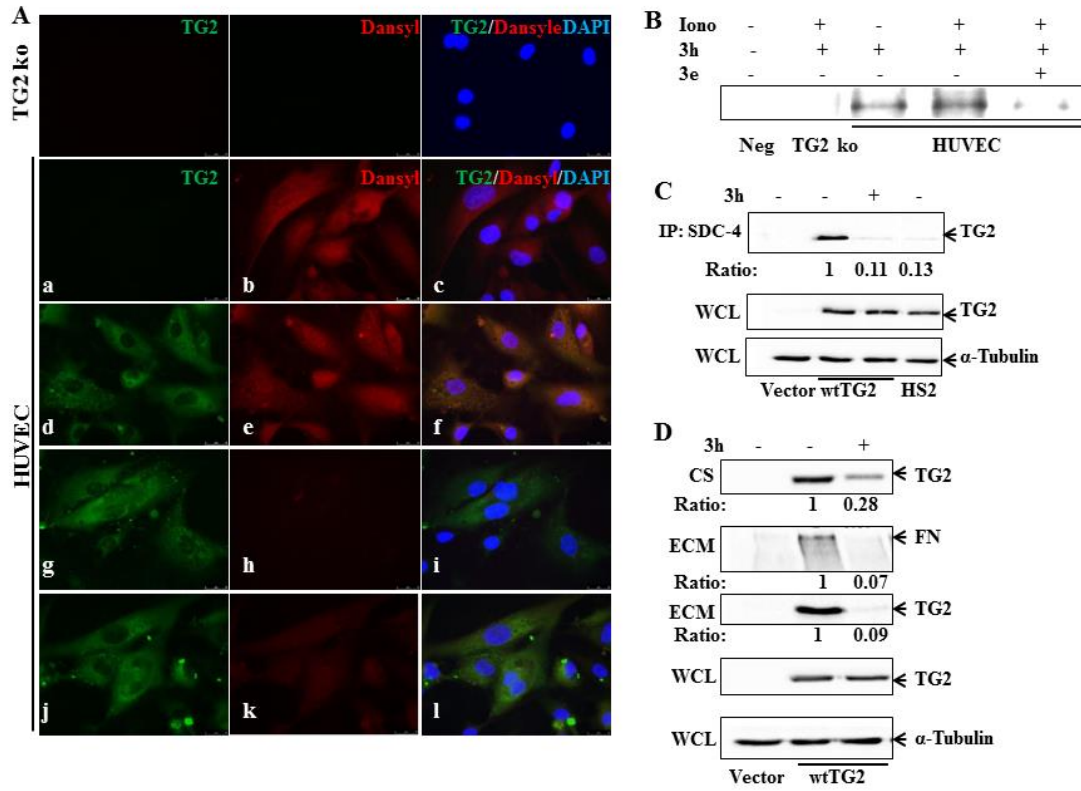 A
TG2 Dansyl TG2/DansyleDAPI
TG2 ko
TG2 Dansyl TG2/Dansyl/DAPI
a b c
d e f
HUVEC
g h i
j k l
B
Iono - + + +
3h - + + + +
3e - - - +
Neg TG2 ko HUVEC
C
3h - - + -
IP: SDC-4 TG2
Ratio: 1 0.11 0.13
WCL TG2
WCL α-Tubulin
Vector wtTG2 HS2
D
3h - - +
CS TG2
Ratio: 1 0.28
ECM FN
Ratio: 1 0.07
ECM TG2
Ratio: 1 0.09
WCL TG2
WCL α-Tubulin
Vector wtTG2